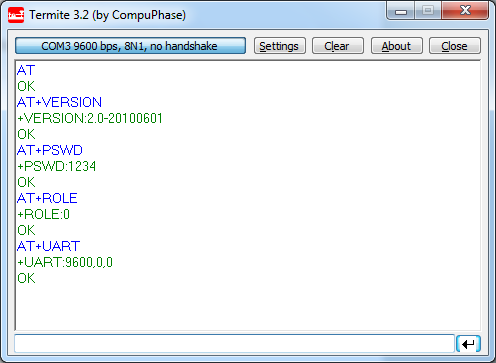 Termite 3.2 (by CompuPhase)
COM3 9600 bps, 8N1, no handshake
Settings
Clear
About
Close
AT
OK
AT+VERSION
+VERSION:2.0-20100601
OK
AT+PSWD
+PSWD:1234
OK
AT+ROLE
+ROLE:0
OK
AT+UART
+UART:9600,0,0
OK